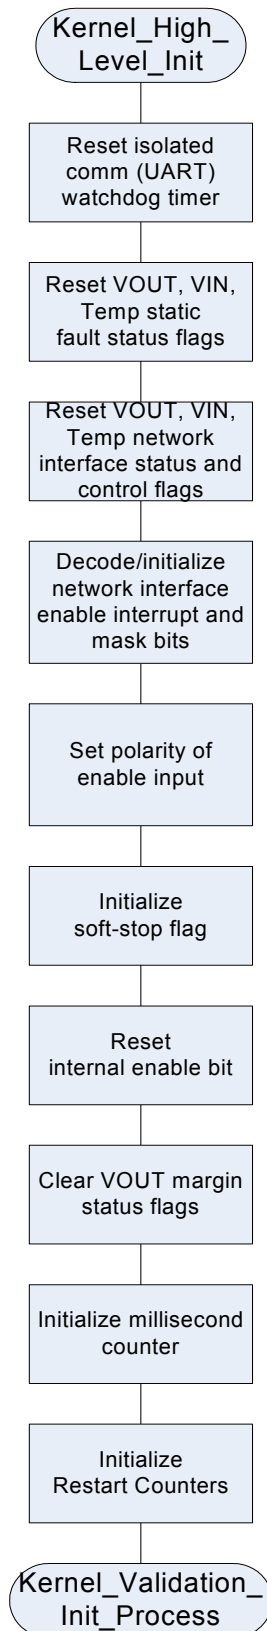 Kernel_High_
Level_Init
Reset isolated
comm (UART)
watchdog timer
Reset VOUT, VIN,
Temp static
fault status flags
Reset VOUT, VIN,
Temp network
interface status and
control flags
Decode/initialize
network interface
enable interrupt and
mask bits
Set polarity of
enable input
Initialize
soft-stop flag
Reset
internal enable bit
Clear VOUT margin
status flags
Initialize millisecond
counter
Initialize
Restart Counters
Kernel_Validation_
Init_Process